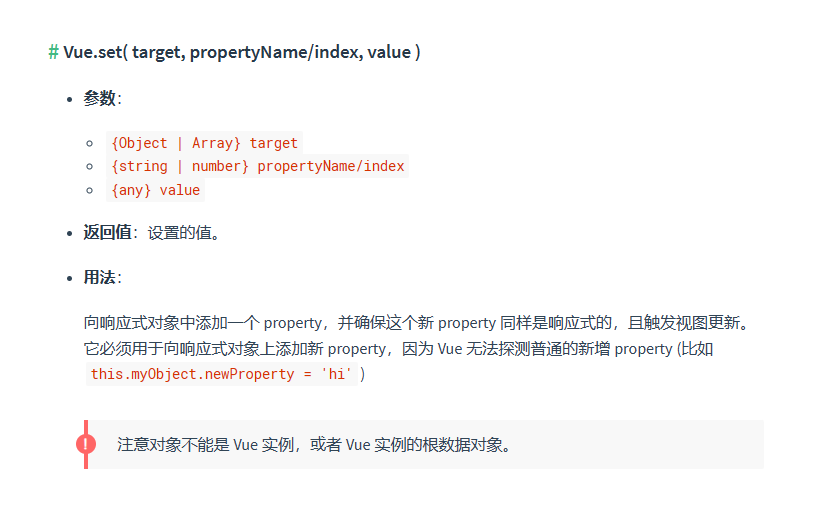 # Vue.set( target, propertyName/index, value )
参数：
{Object | Array} target
{string | number} propertyName/index
{any} value
返回值：设置的值。
用法：
向响应式对象中添加一个 property，并确保这个新 property 同样是响应式的，且触发视图更新。
它必须用于向响应式对象上添加新 property，因为 Vue 无法探测普通的新增 property (比如
this.myObject.newProperty = 'hi' )
! 注意对象不能是 Vue 实例，或者 Vue 实例的根数据对象。